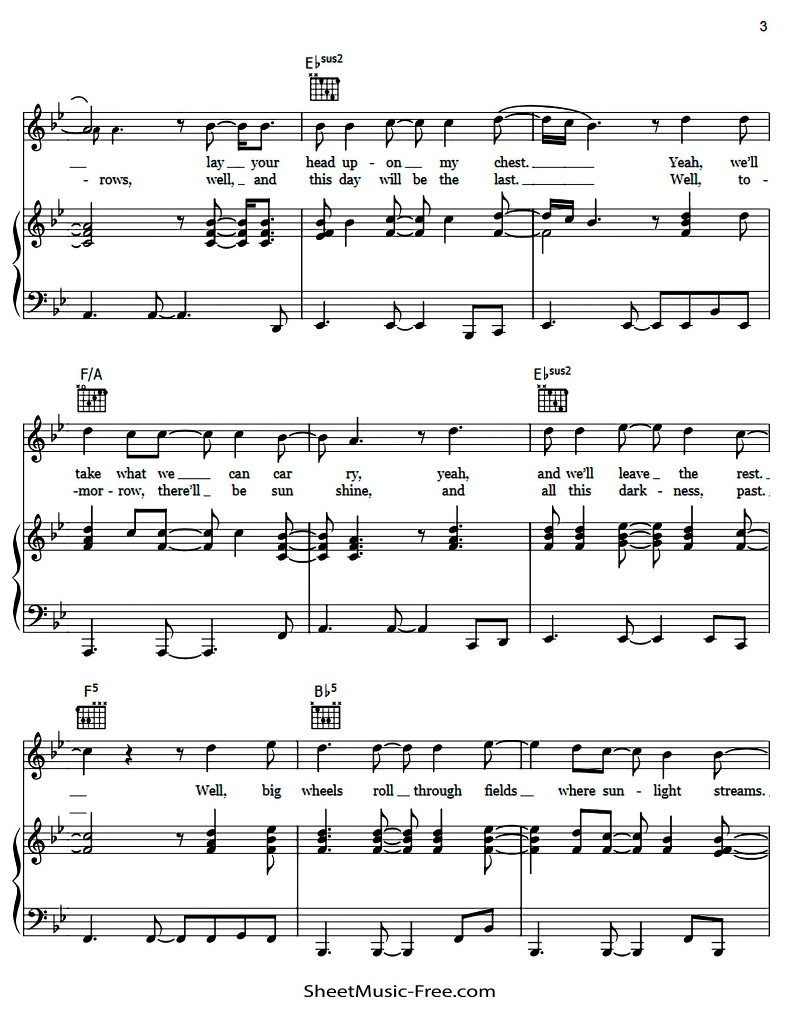 3
E♭sus2
lay __ your head up - on __ my chest. ________ Yeah, we'll
- rows, well, _ and this day will be the last. ________ Well, to -
F/A E♭sus2
take what we ____ can car ry, yeah, and we'll leave _ the rest. _
-mor - row, there'll _ be sun shine, and all this dark - ness, past.
F5 B♭5
__ Well, big wheels roll __ through fields __ where sun - light streams. _
__
SheetMusic-Free.com